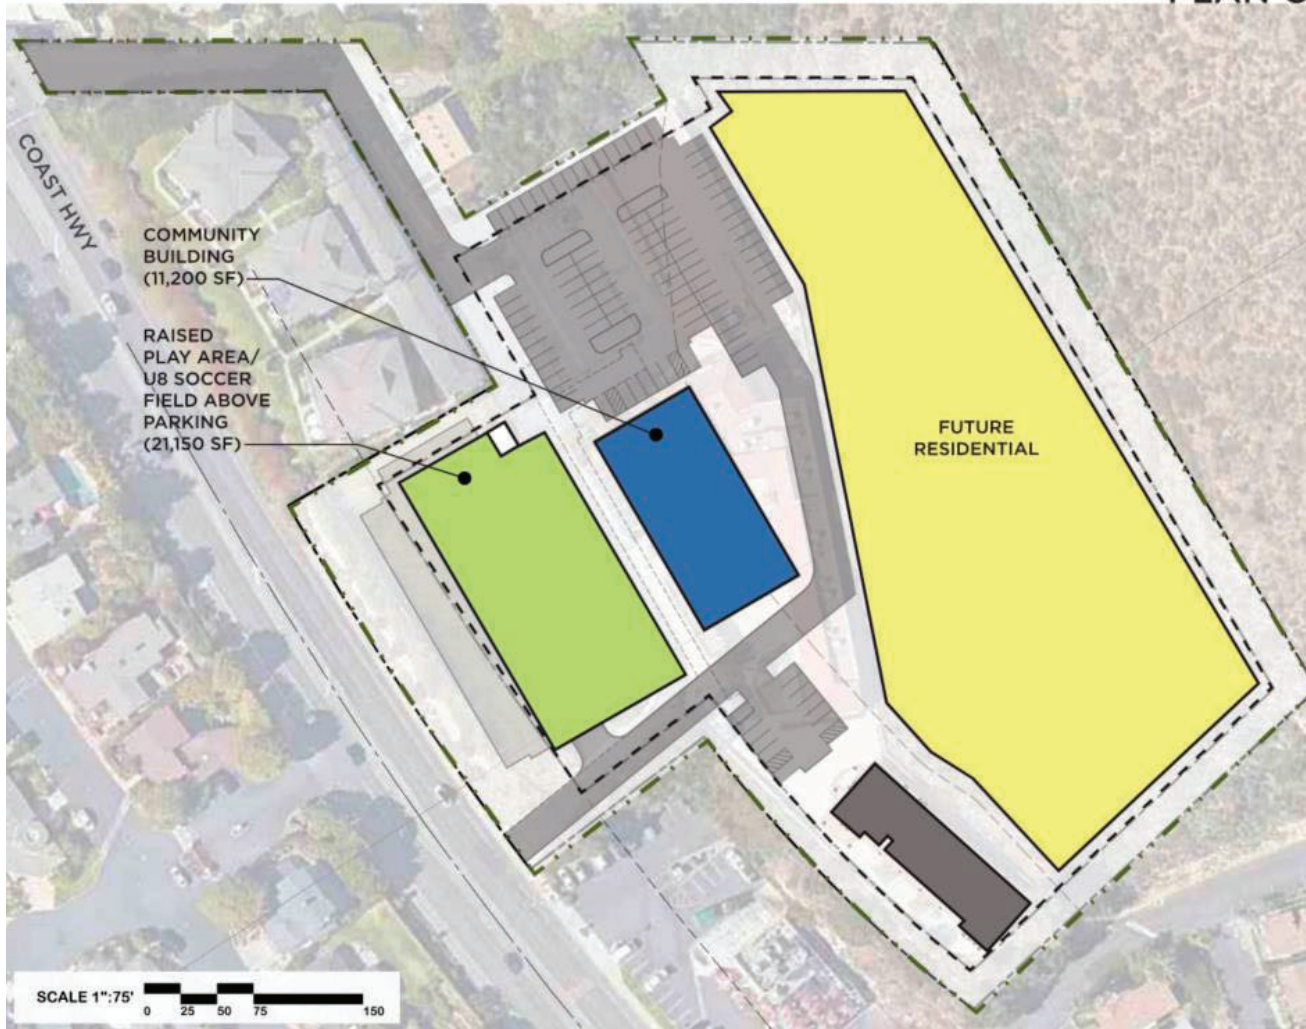 COAST HWY
COMMUNITY
BUILDING
(11,200 SF)
RAISED
PLAY AREA/
U8 SOCCER
FIELD ABOVE
PARKING
(21,150 SF)
FUTURE
RESIDENTIAL
SCALE 1":75'
0 25 50 75 150